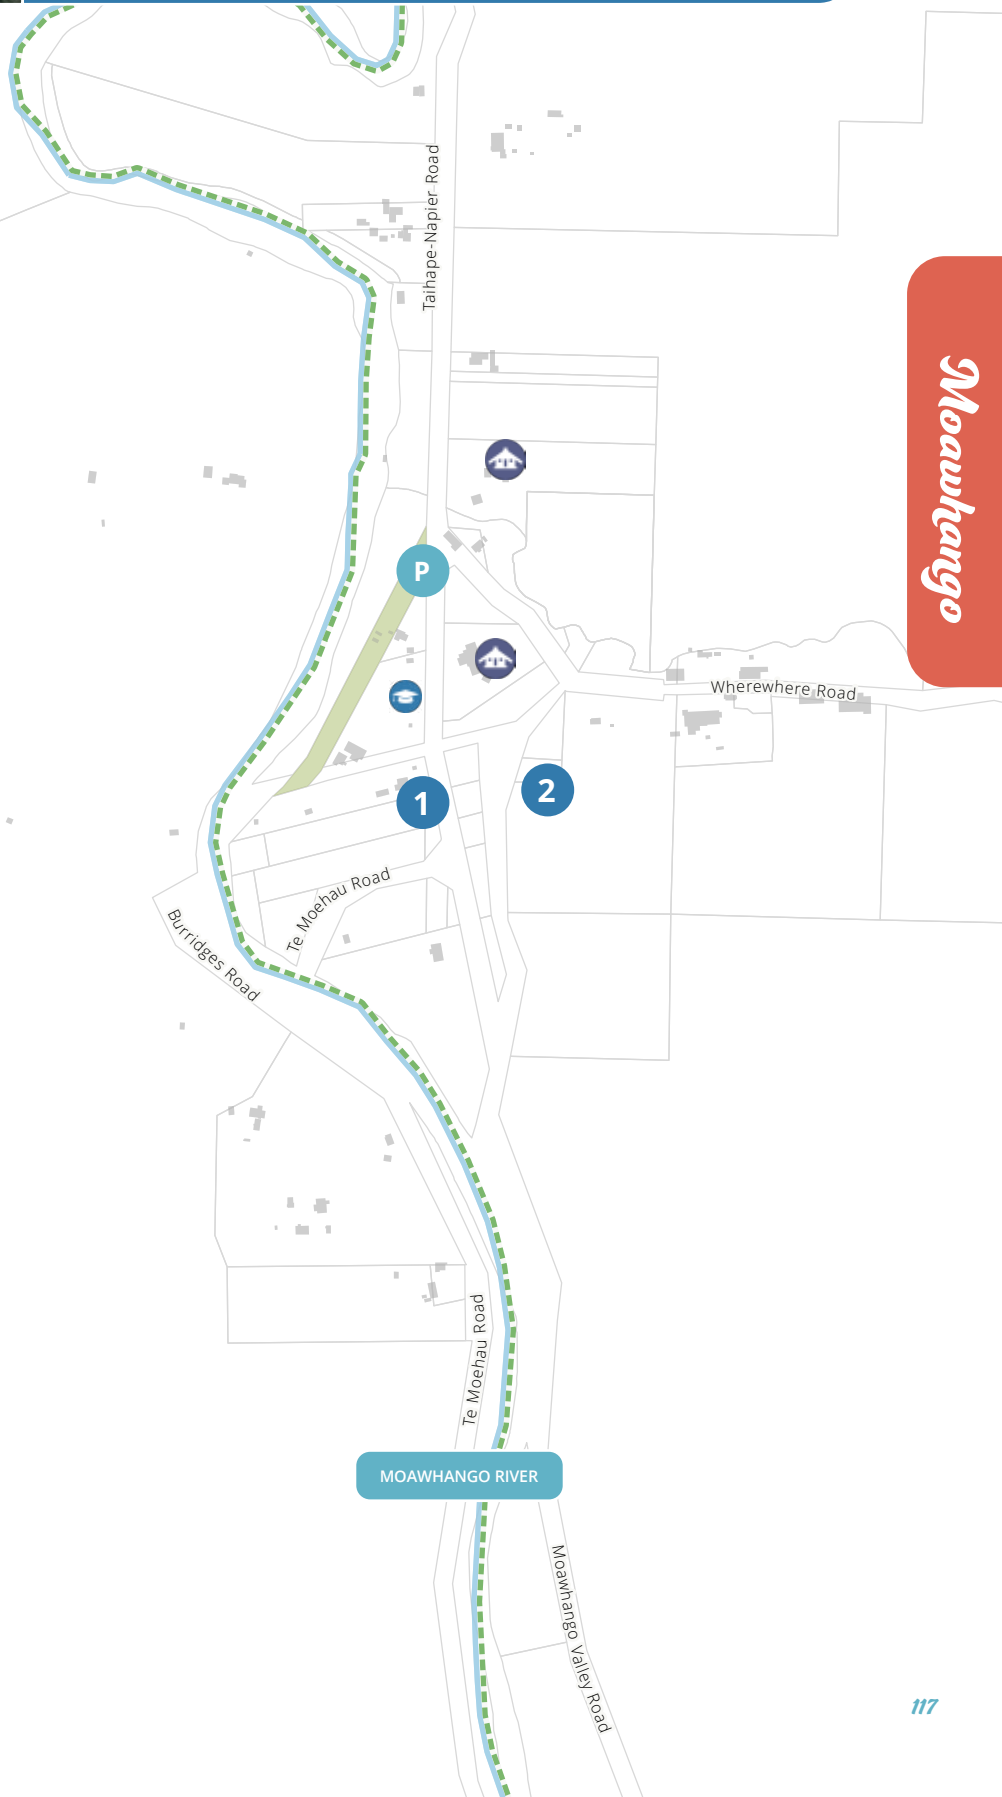 Taihape-Napier Road
Moawhango
P
Wherewhere Road
1
2
Te Moehau Road
Burridges Road
Te Moehau Road
MOAWHANGO RIVER
Moawhango Valley Road
117